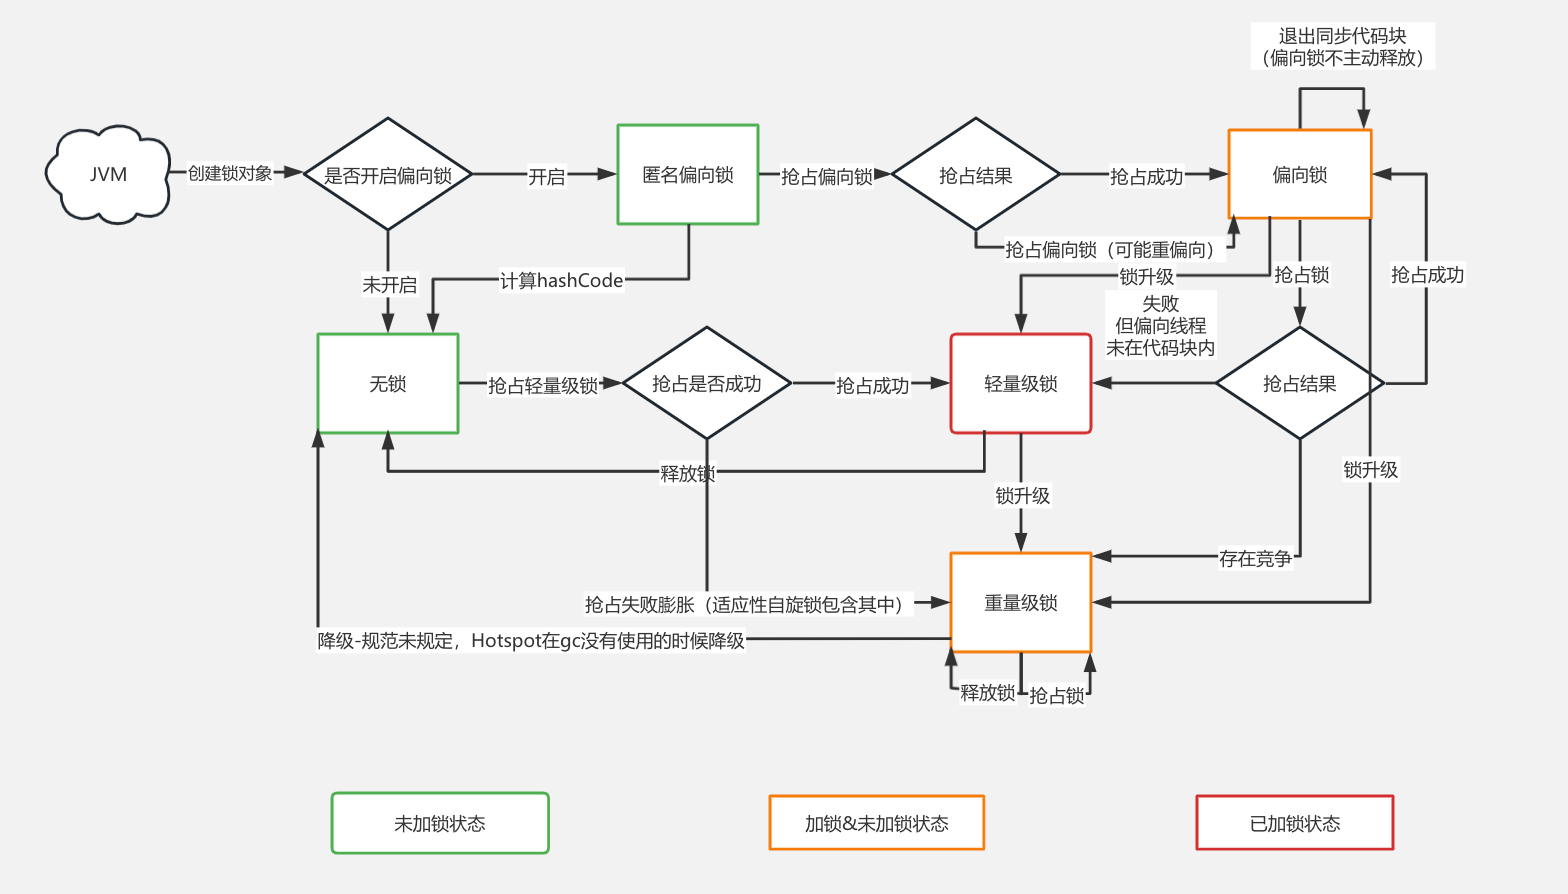 退出同步代码块
（偏向锁不主动释放）
JVM
创建锁对象
是否开启偏向锁
开启
匿名偏向锁
抢占偏向锁
抢占结果
抢占成功
偏向锁
抢占偏向锁（可能重偏向）
未开启
计算hashCode
锁升级
抢占锁
抢占成功
失败
但偏向线程
未在代码块内
无锁
抢占轻量级锁
抢占是否成功
抢占成功
轻量级锁
抢占结果
释放锁
锁升级
锁升级
存在竞争
抢占失败膨胀（适应性自旋锁包含其中）
重量级锁
降级-规范未规定，Hotspot在gc没有使用的时候降级
释放锁
抢占锁
未加锁状态
加锁&未加锁状态
已加锁状态